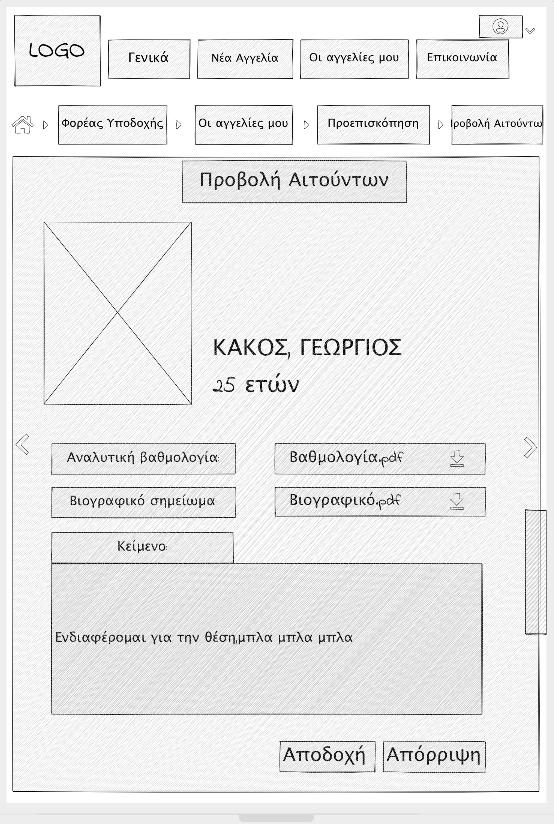 LOGO
Γενικά
Νέα Αγγελία
Οι αγγελίες μου
Επικοινωνία
Φορέας Υποδοχής
Οι αγγελίες μου
Προεπισκόπηση
Προβολή Αιτούντω
Προβολή Αιτούντων
ΚΑΚΟΣ, ΓΕΩΡΓΙΟΣ
25 ετών
Αναλυτική βαθμολογία:
Βαθμολογία.pdf
Βιογραφικό σημείωμα
Βιογραφικό.pdf
Κείμενο:
Ενδιαφέρομαι για την θέση,μπλα μπλα μπλα
Αποδοχή
Απόρριψη